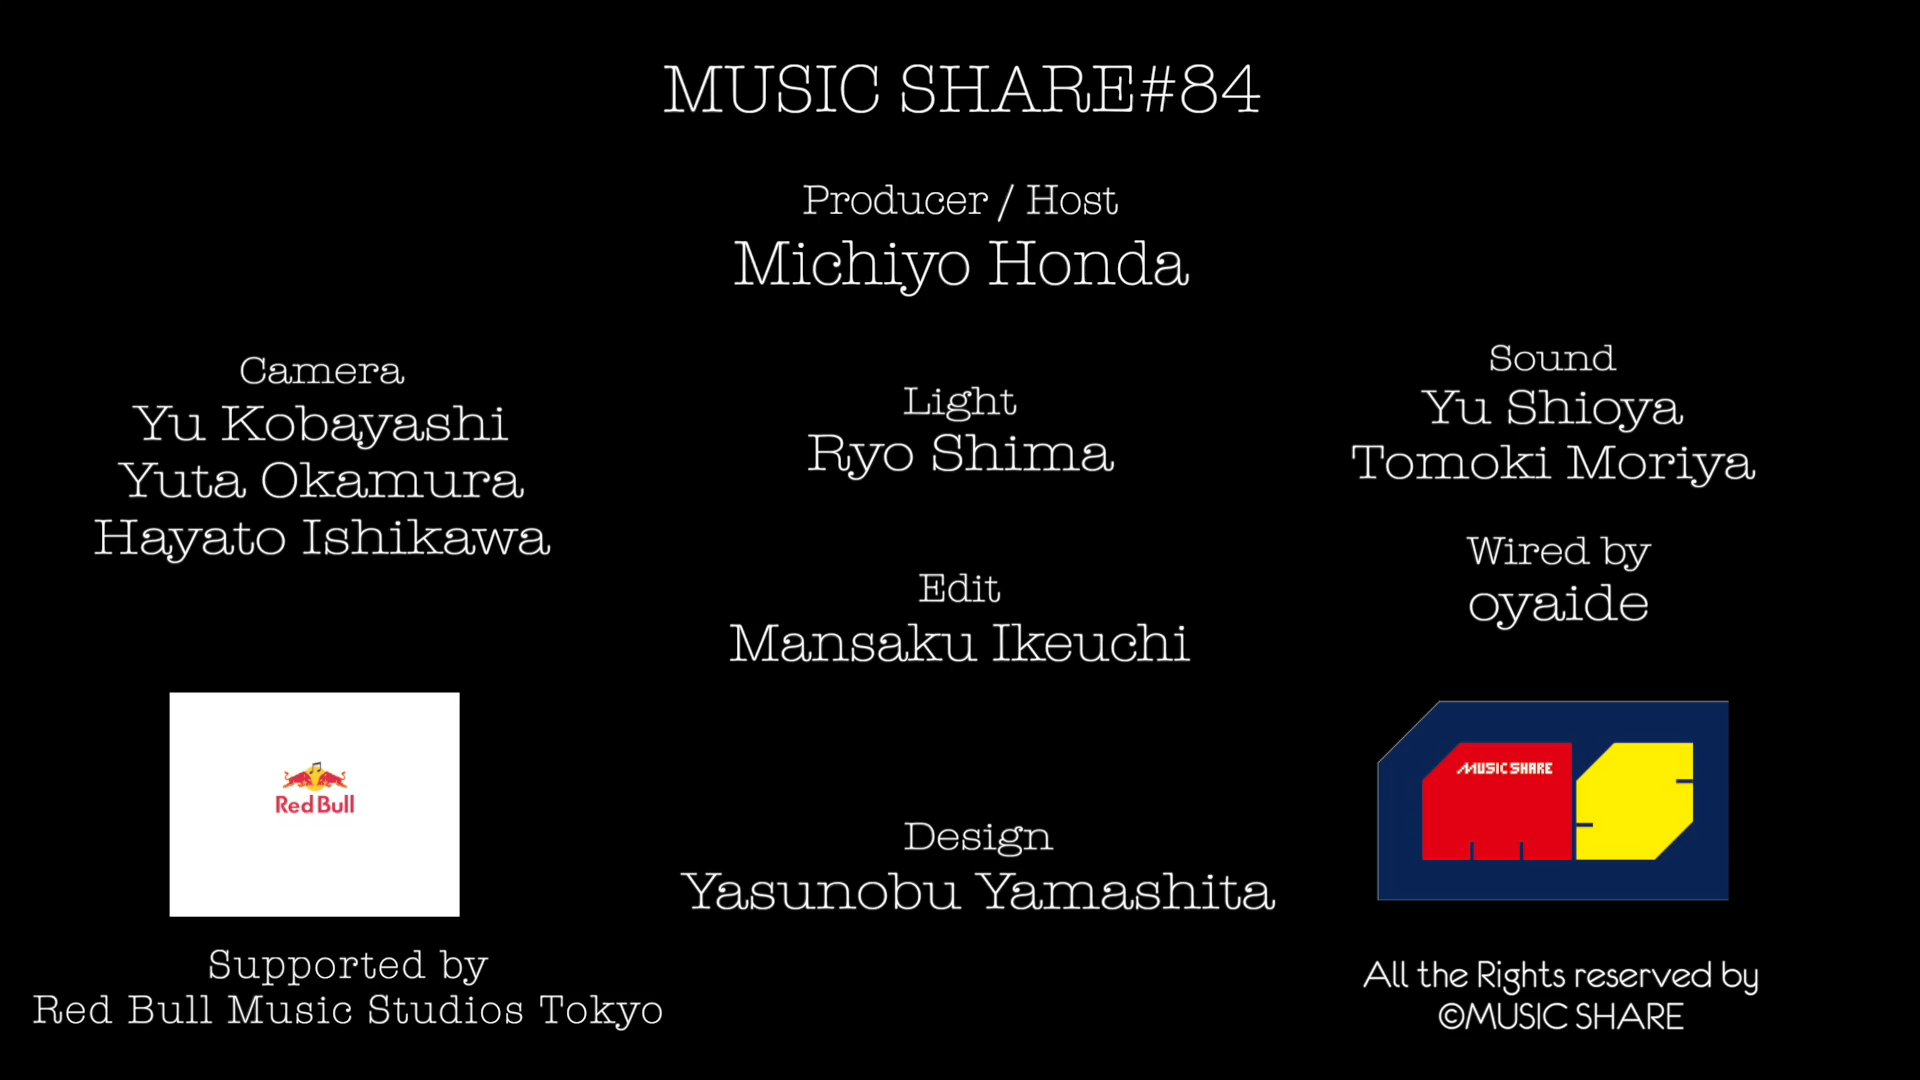 MUSIC SHARE#84
Producer / Host
Michiyo Honda
Camera
Yu Kobayashi
Yuta Okamura
Hayato Ishikawa
Light
Ryo Shima
Sound
Yu Shioya
Tomoki Moriya
Wired by
oyaide
Edit
Mansaku Ikeuchi
Red Bull
MUSIC SHARE
Design
Yasunobu Yamashita
Supported by
Red Bull Music Studios Tokyo
All the Rights reserved by
©MUSIC SHARE